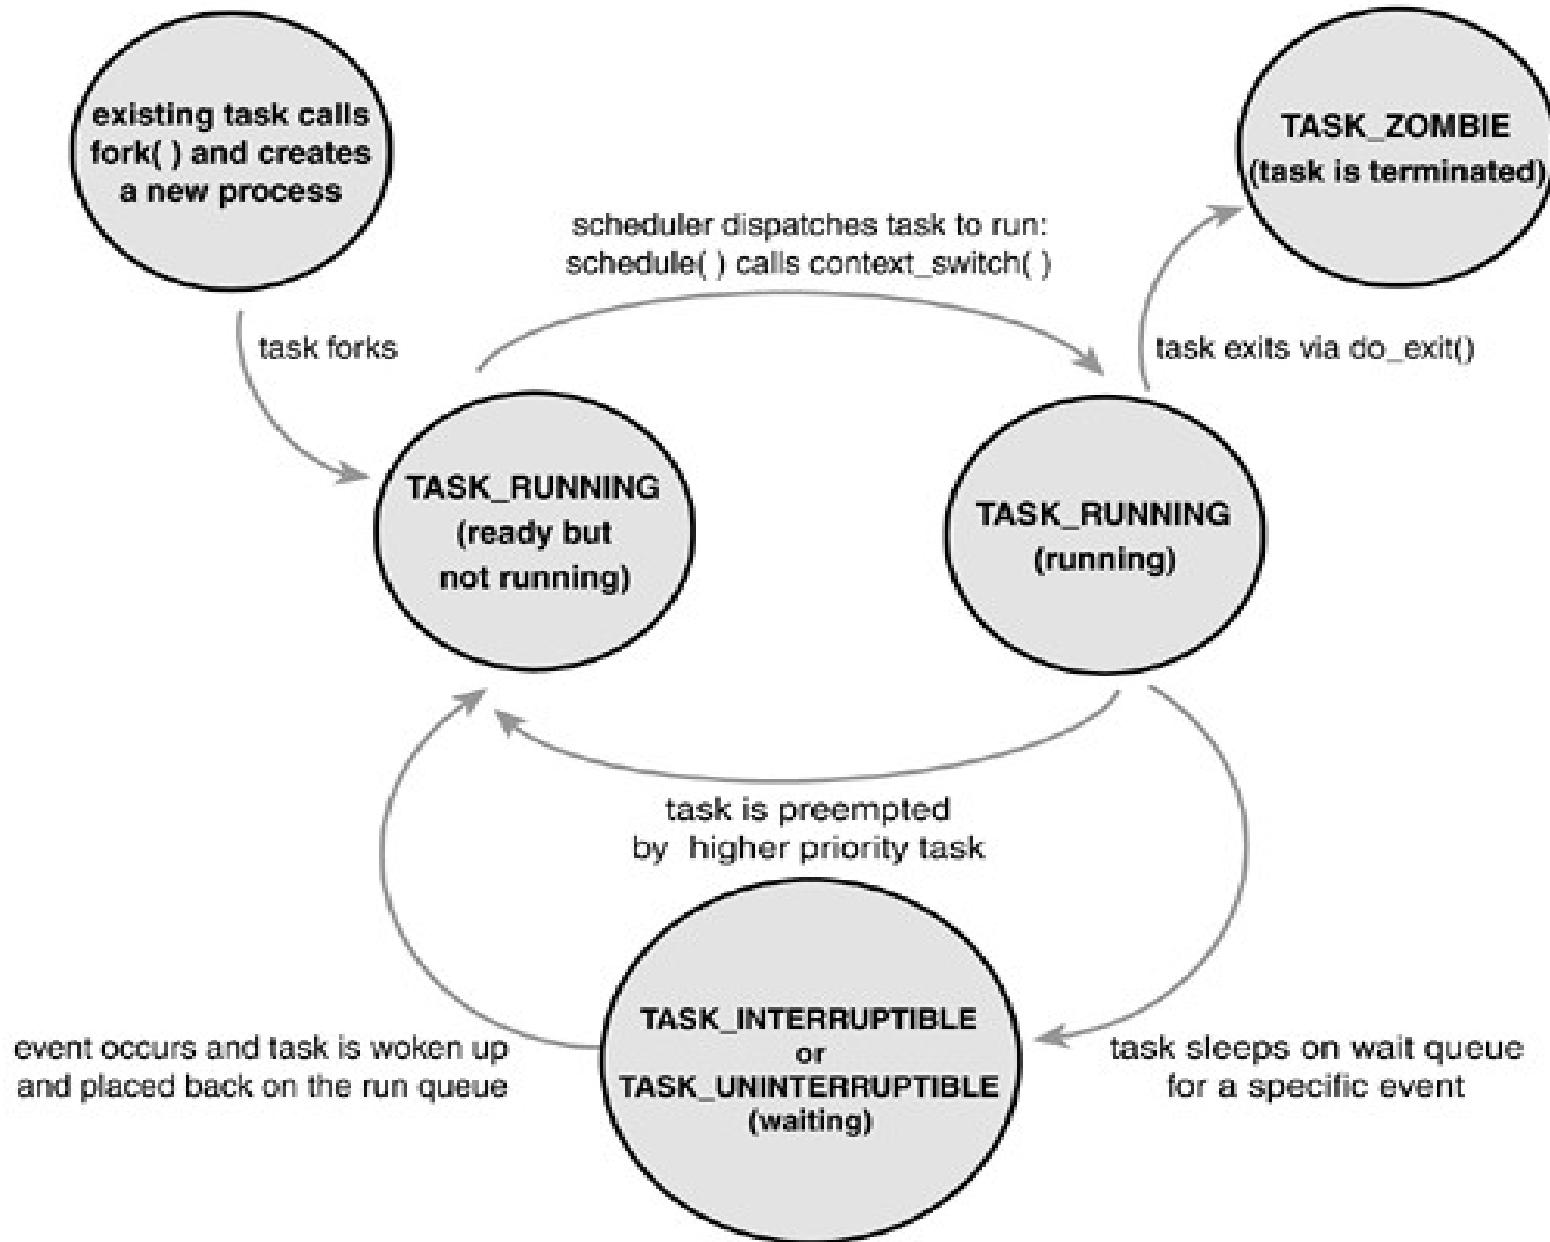 existing task calls
fork( ) and creates
a new process
TASK_ZOMBIE
(task is terminated)
scheduler dispatches task to run:
schedule( ) calls context_switch( )
task forks
task exits via do_exit()
TASK_RUNNING
(ready but
not running)
TASK_RUNNING
(running)
task is preempted
by higher priority task
TASK_INTERRUPTIBLE
or
TASK_UNINTERRUPTIBLE
(waiting)
event occurs and task is woken up
and placed back on the run queue
task sleeps on wait queue
for a specific event